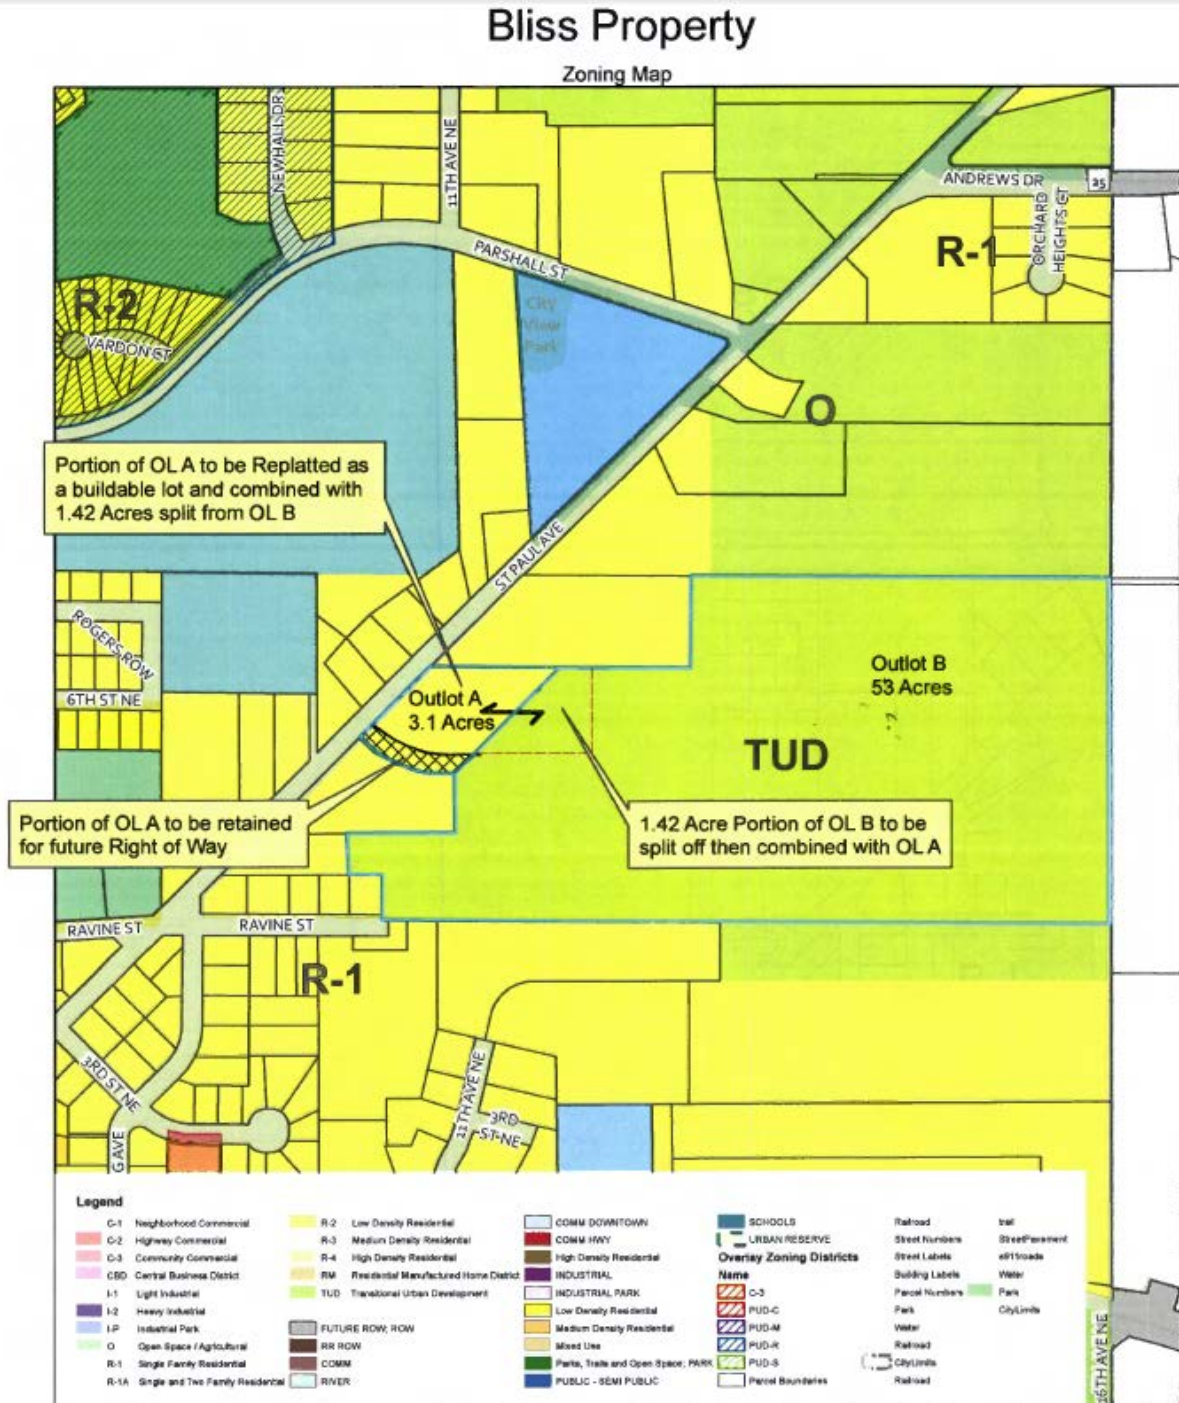 Bliss Property
Zoning Map
NEWHALL DR
11TH AVE NE
ANDREWS DR
35
ORCHARD
HEIGHTS CT
R-1
PARSHALL ST
R-2
City
View
Park
VARDON CT
O
Portion of OL A to be Replatted as
a buildable lot and combined with
1.42 Acres split from OL B
ST PAUL AVE
ROGERS ROW
6TH ST NE
Outlot A
3.1 Acres
Outlot B
53 Acres
TUD
Portion of OL A to be retained
for future Right of Way
1.42 Acre Portion of OL B to be
split off then combined with OL A
RAVINE ST
RAVINE ST
R-1
3RD ST NE
11TH AVE NE
3RD
ST NE
G AVE
16TH AVE NE
Legend
C-1 Neighborhood Commercial
C-2 Highway Commercial
C-3 Community Commercial
CBD Central Business District
I-1 Light Industrial
I-2 Heavy Industrial
I-P Industrial Park
O Open Space / Agricultural
R-1 Single Family Residential
R-1A Single and Two Family Residential
R-2 Low Density Residential
R-3 Medium Density Residential
R-4 High Density Residential
RM Residential Manufactured Home District
TUD Transitional Urban Development
FUTURE ROW; ROW
RR ROW
COMM
RIVER
COMM DOWNTOWN
COMM HWY
High Density Residential
INDUSTRIAL
INDUSTRIAL PARK
Low Density Residential
Medium Density Residential
Mixed Use
Parks, Trails and Open Space; PARK
PUBLIC - SEMI PUBLIC
SCHOOLS
URBAN RESERVE
Overlay Zoning Districts
Name
C-3
PUD-C
PUD-M
PUD-R
PUD-S
Parcel Boundaries
Railroad
Street Numbers
Street Labels
Building Labels
Parcel Numbers
Park
Water
Railroad
CityLimits
Railroad
trail
StreetPavement
e911roads
Water
Park
CityLimits